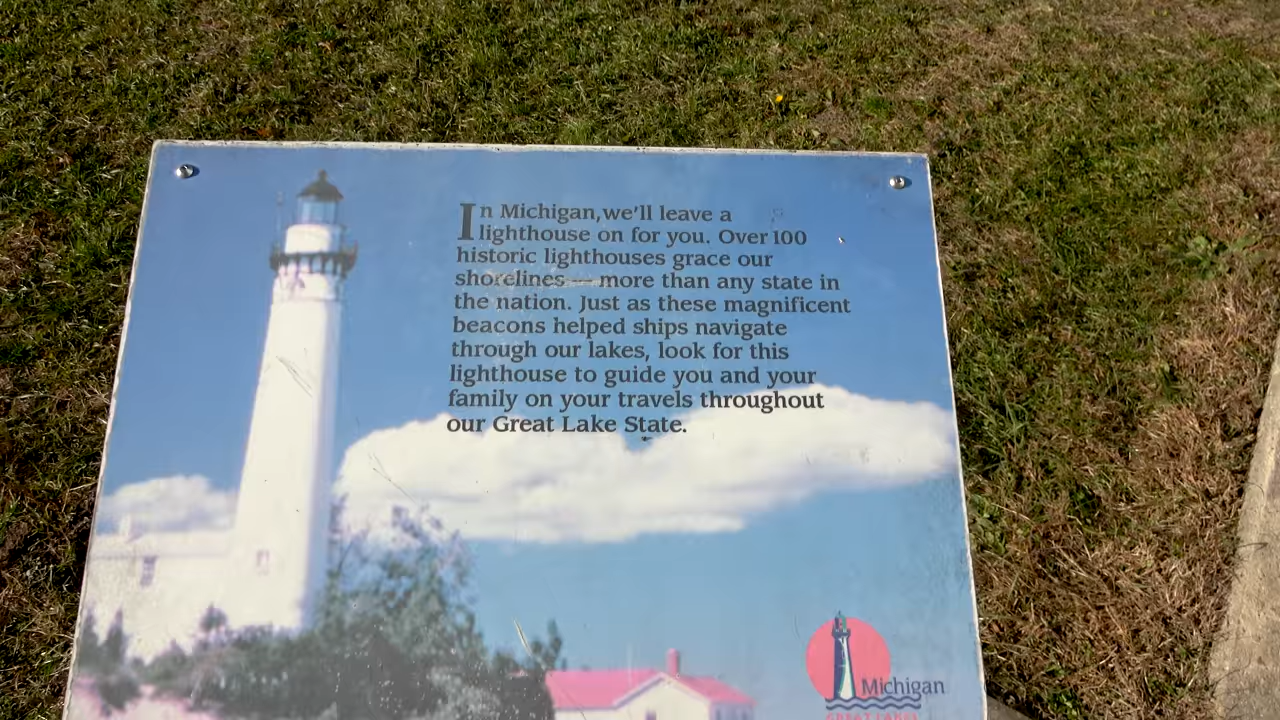 In Michigan, we'll leave a
lighthouse on for you. Over 100
historic lighthouses grace our
shorelines — more than any state in
the nation. Just as these magnificent
beacons helped ships navigate
through our lakes, look for this
lighthouse to guide you and your
family on your travels throughout
our Great Lake State.
Michigan
GREAT LAKES